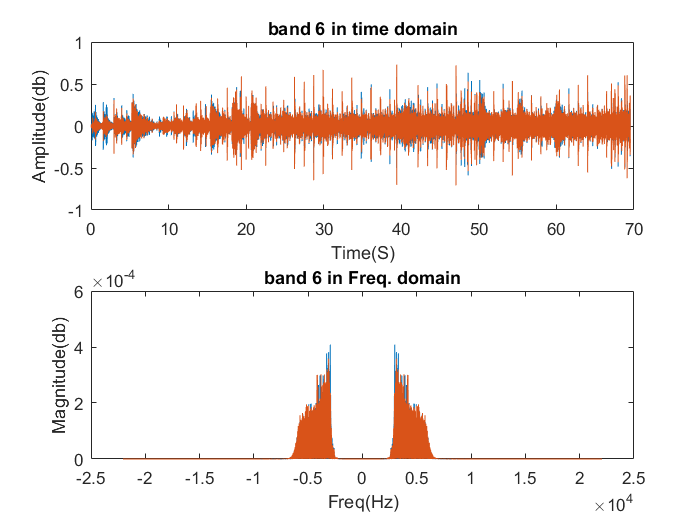 band 6 in time domain
1
0.5
0
-0.5
-1
Amplitude(db)
0 10 20 30 40 50 60 70
Time(S)
×10-4
band 6 in Freq. domain
6
4
2
0
Magnitude(db)
-2.5 -2 -1.5 -1 -0.5 0 0.5 1 1.5 2 2.5
Freq(Hz)
×104